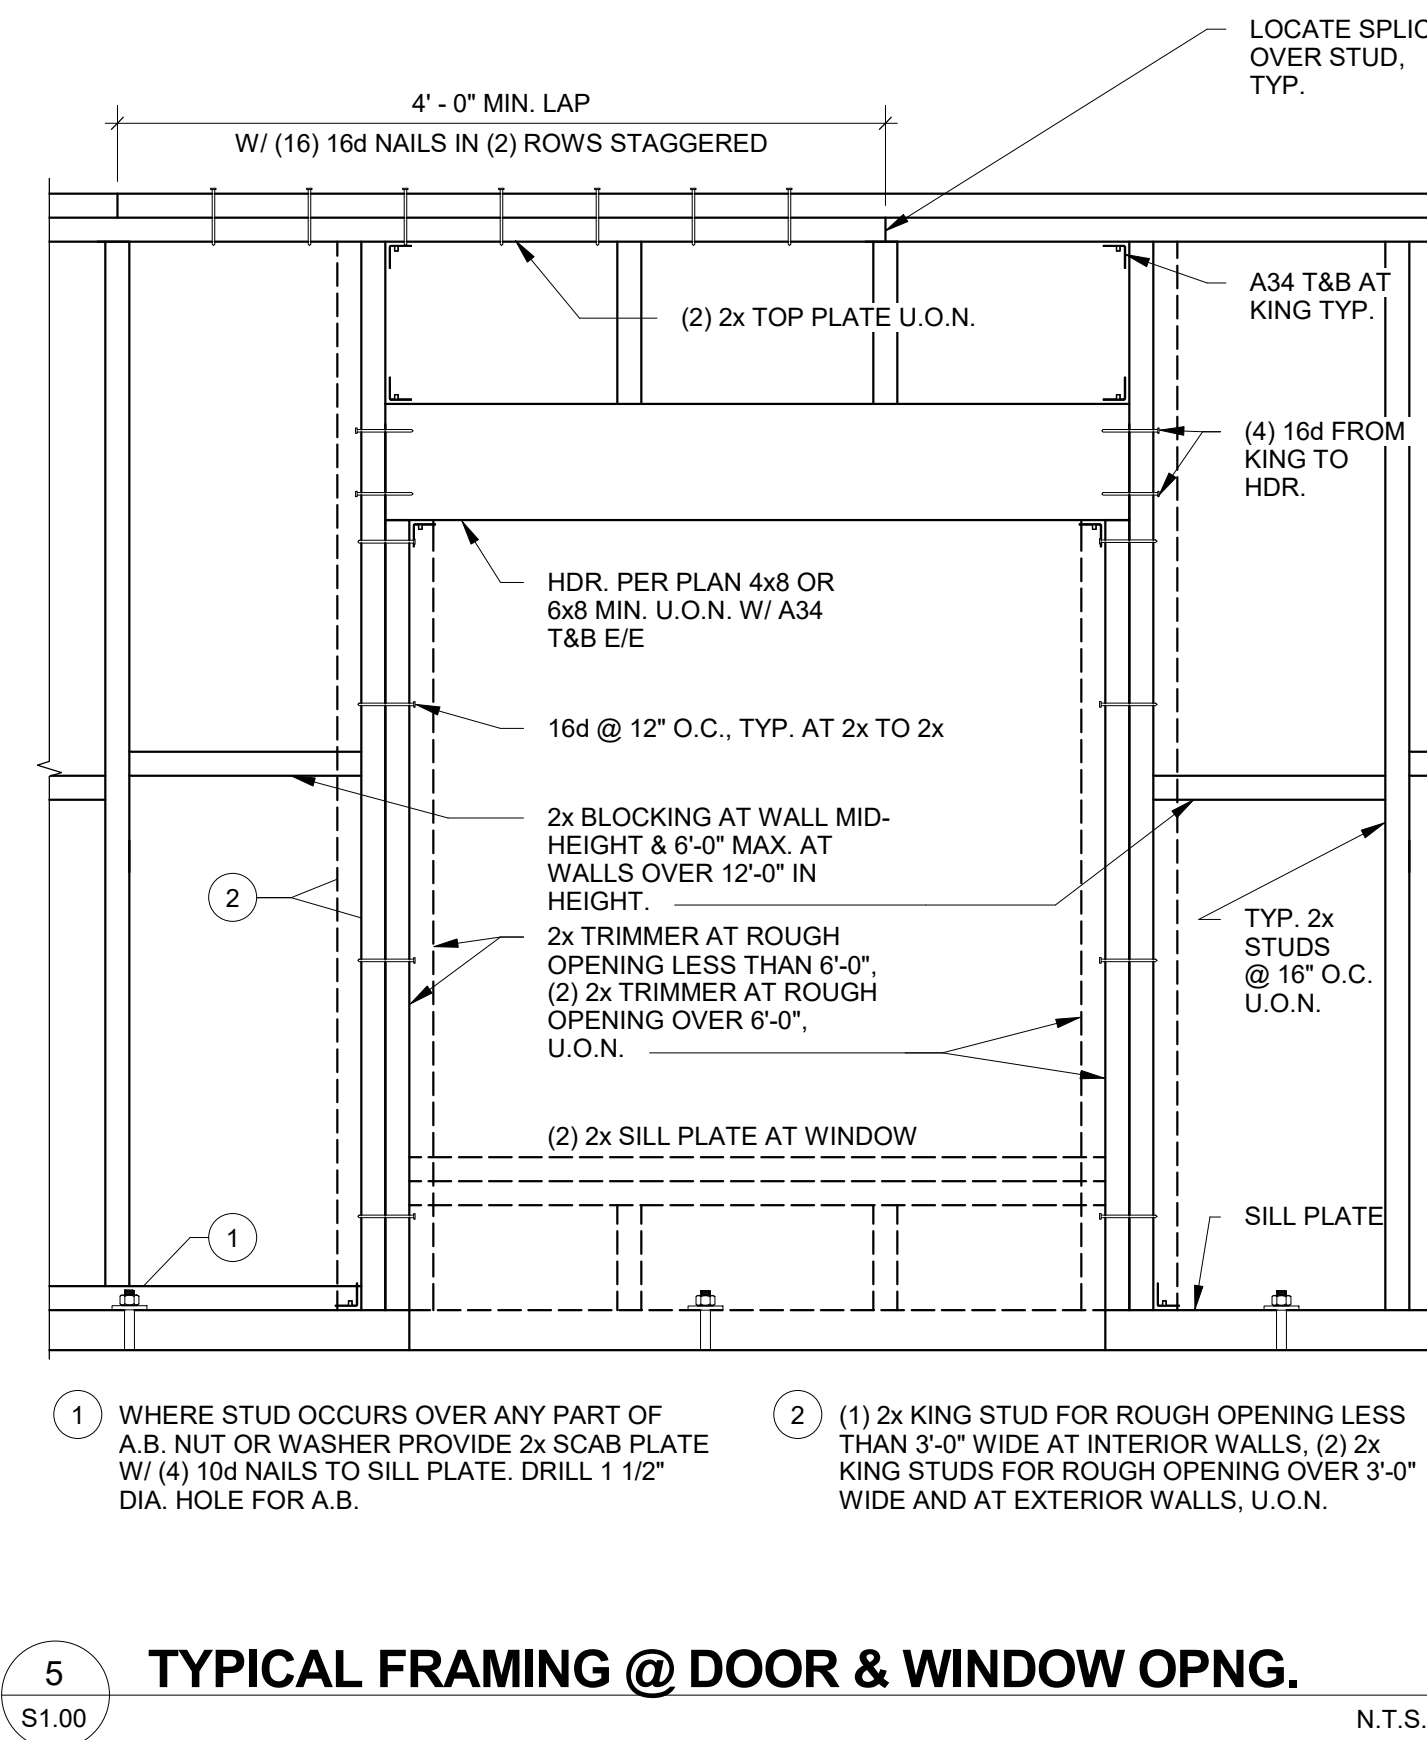 LOCATE
OVER STUD,
TYP.
4' - 0" MIN. LAP
W/ (16) 16d NAILS IN (2) ROWS STAGGERED
A34 T&B AT
KING TYP.
(2) 2x TOP PLATE U.O.N.
(4) 16d FROM
KING TO
HDR.
HDR. PER PLAN 4x8 OR
6x8 MIN. U.O.N. W/ A34
T&B E/E
16d @ 12" O.C., TYP. AT 2x TO 2x
2x BLOCKING AT WALL MID-
HEIGHT & 6'-0" MAX. AT
WALLS OVER 12'-0" IN
HEIGHT.
2
2x TRIMMER AT ROUGH
OPENING LESS THAN 6'-0",
(2) 2x TRIMMER AT ROUGH
OPENING OVER 6'-0",
U.O.N.
TYP. 2x
STUDS
@ 16" O.C.
U.O.N.
(2) 2x SILL PLATE AT WINDOW
1
SILL PLATE
1
WHERE STUD OCCURS OVER ANY PART OF
A.B. NUT OR WASHER PROVIDE 2x SCAB PLATE
W/ (4) 10d NAILS TO SILL PLATE. DRILL 1 1/2"
DIA. HOLE FOR A.B.
2
(1) 2x KING STUD FOR ROUGH OPENING LESS
THAN 3'-0" WIDE AT INTERIOR WALLS, (2) 2x
KING STUDS FOR ROUGH OPENING OVER 3'-0"
WIDE AND AT EXTERIOR WALLS, U.O.N.
5
S1.00
TYPICAL FRAMING @ DOOR & WINDOW OPNG.
N.T.S.